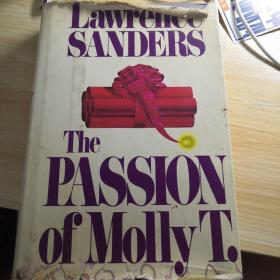 Lawrence
SANDERS
The
PASSION
of Molly T.